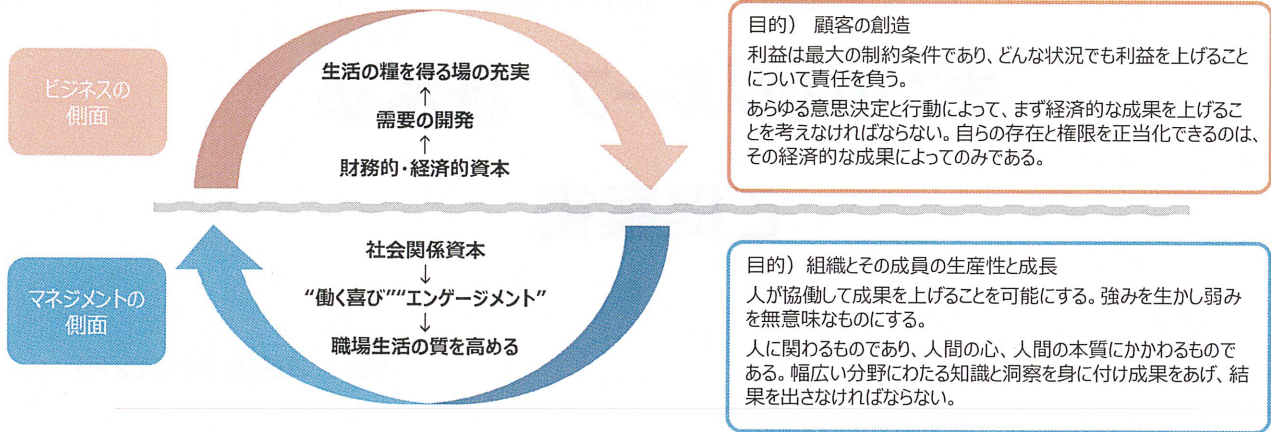 ビジネスの
側面
生活の糧を得る場の充実
↑
需要の開発
↑
財務的・経済的資本
目的） 顧客の創造
利益は最大の制約条件であり、どんな状況でも利益を上げること
について責任を負う。
あらゆる意思決定と行動によって、まず経済的な成果を上げるこ
とを考えなければならない。自らの存在と権限を正当化できるのは、
その経済的な成果によってのみである。
マネジメントの
側面
社会関係資本
↓
“働く喜び”“エンゲージメント”
↓
職場生活の質を高める
目的）組織とその成員の生産性と成長
人が協働して成果を上げることを可能にする。強みを生かし弱み
を無意味なものにする。
人に関わるものであり、人間の心、人間の本質にかかわるもので
ある。幅広い分野にわたる知識と洞察を身に付け成果をあげ、結
果を出さなければならない。